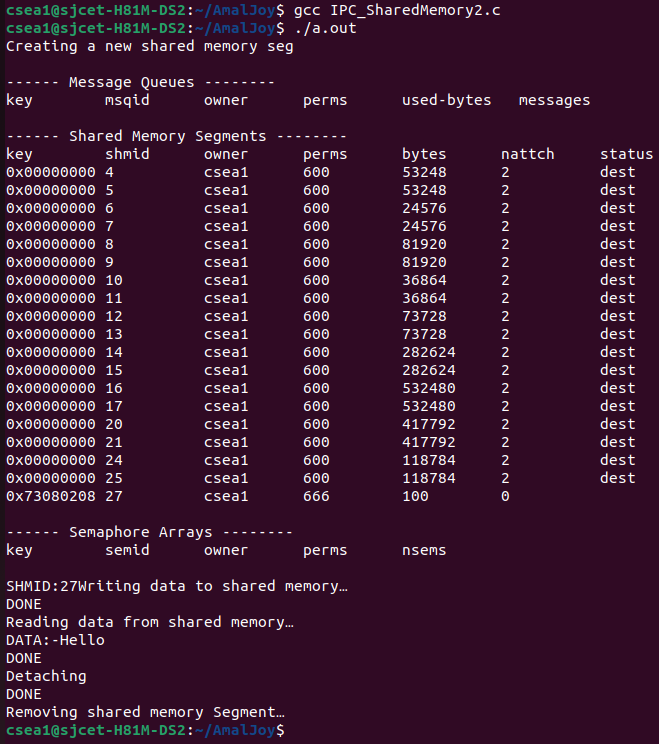 csea1@sjcet-H81M-DS2:~/AmalJoy$ gcc IPC_SharedMemory2.c
csea1@sjcet-H81M-DS2:~/AmalJoy$ ./a.out
Creating a new shared memory seg
------ Message Queues --------
key        msqid      owner      perms      used-bytes   messages
------ Shared Memory Segments --------
key        shmid      owner      perms      bytes      nattch     status
0x00000000 4          csea1      600        53248      2          dest
0x00000000 5          csea1      600        53248      2          dest
0x00000000 6          csea1      600        24576      2          dest
0x00000000 7          csea1      600        24576      2          dest
0x00000000 8          csea1      600        81920      2          dest
0x00000000 9          csea1      600        81920      2          dest
0x00000000 10         csea1      600        36864      2          dest
0x00000000 11         csea1      600        36864      2          dest
0x00000000 12         csea1      600        73728      2          dest
0x00000000 13         csea1      600        73728      2          dest
0x00000000 14         csea1      600        282624     2          dest
0x00000000 15         csea1      600        282624     2          dest
0x00000000 16         csea1      600        532480     2          dest
0x00000000 17         csea1      600        532480     2          dest
0x00000000 20         csea1      600        417792     2          dest
0x00000000 21         csea1      600        417792     2          dest
0x00000000 24         csea1      600        118784     2          dest
0x00000000 25         csea1      600        118784     2          dest
0x73080208 27         csea1      666        100        0
------ Semaphore Arrays --------
key        semid      owner      perms      nsems
SHMID:27Writing data to shared memory…
DONE
Reading data from shared memory…
DATA:-Hello
DONE
Detaching
DONE
Removing shared memory Segment…
csea1@sjcet-H81M-DS2:~/AmalJoy$